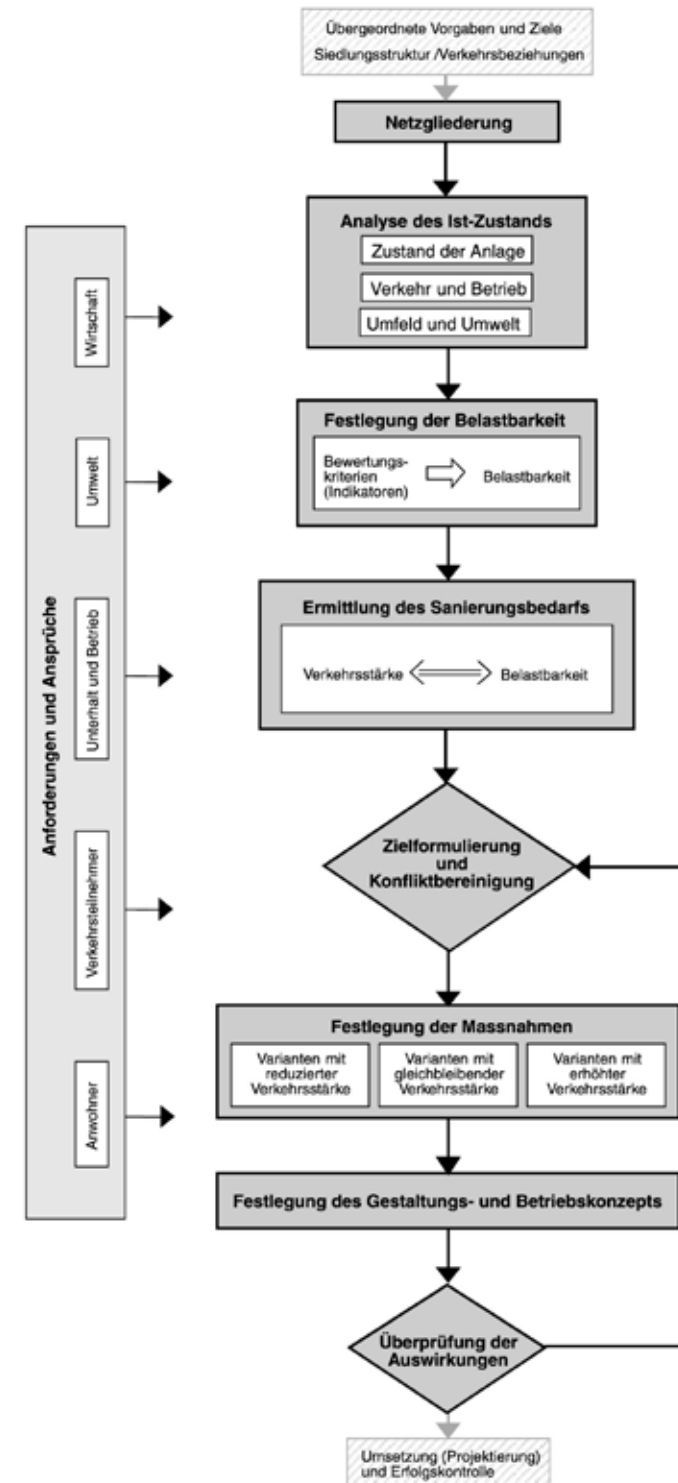 Übergeordnete Vorgaben und Ziele
Siedlungsstruktur /Verkehrsbeziehungen
Netzgliederung
Analyse des Ist-Zustands
Zustand der Anlage
Verkehr und Betrieb
Umfeld und Umwelt
Festlegung der Belastbarkeit
Bewertungs-
kriterien
(Indikatoren)
Belastbarkeit
Ermittlung des Sanierungsbedarfs
Verkehrsstärke
Belastbarkeit
Zielformulierung
und
Konfliktbereinigung
Festlegung der Massnahmen
Varianten mit
reduzierter
Verkehrsstärke
Varianten mit
gleichbleibender
Verkehrsstärke
Varianten mit
erhöhter
Verkehrsstärke
Festlegung des Gestaltungs- und Betriebskonzepts
Überprüfung der
Auswirkungen
Umsetzung (Projektierung)
und Erfolgskontrolle
Anforderungen und Ansprüche
Wirtschaft
Umwelt
Unterhalt und Betrieb
Verkehrsteilnehmer
Anwohner